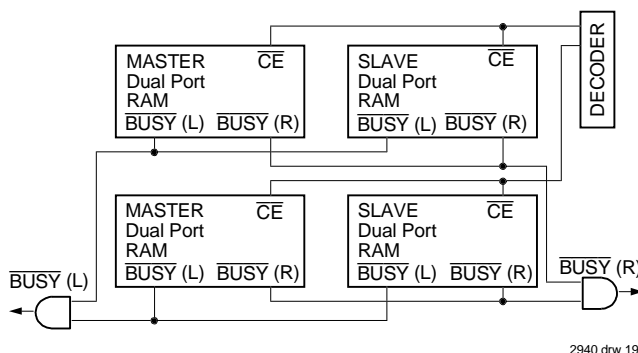 MASTER
Dual Port
RAM
CE
BUSY (L) BUSY (R)
SLAVE
Dual Port
RAM
CE
BUSY (L) BUSY (R)
DECODER
MASTER
Dual Port
RAM
CE
BUSY (L) BUSY (R)
SLAVE
Dual Port
RAM
CE
BUSY (L) BUSY (R)
BUSY (L)
BUSY (R)
2940 drw 19